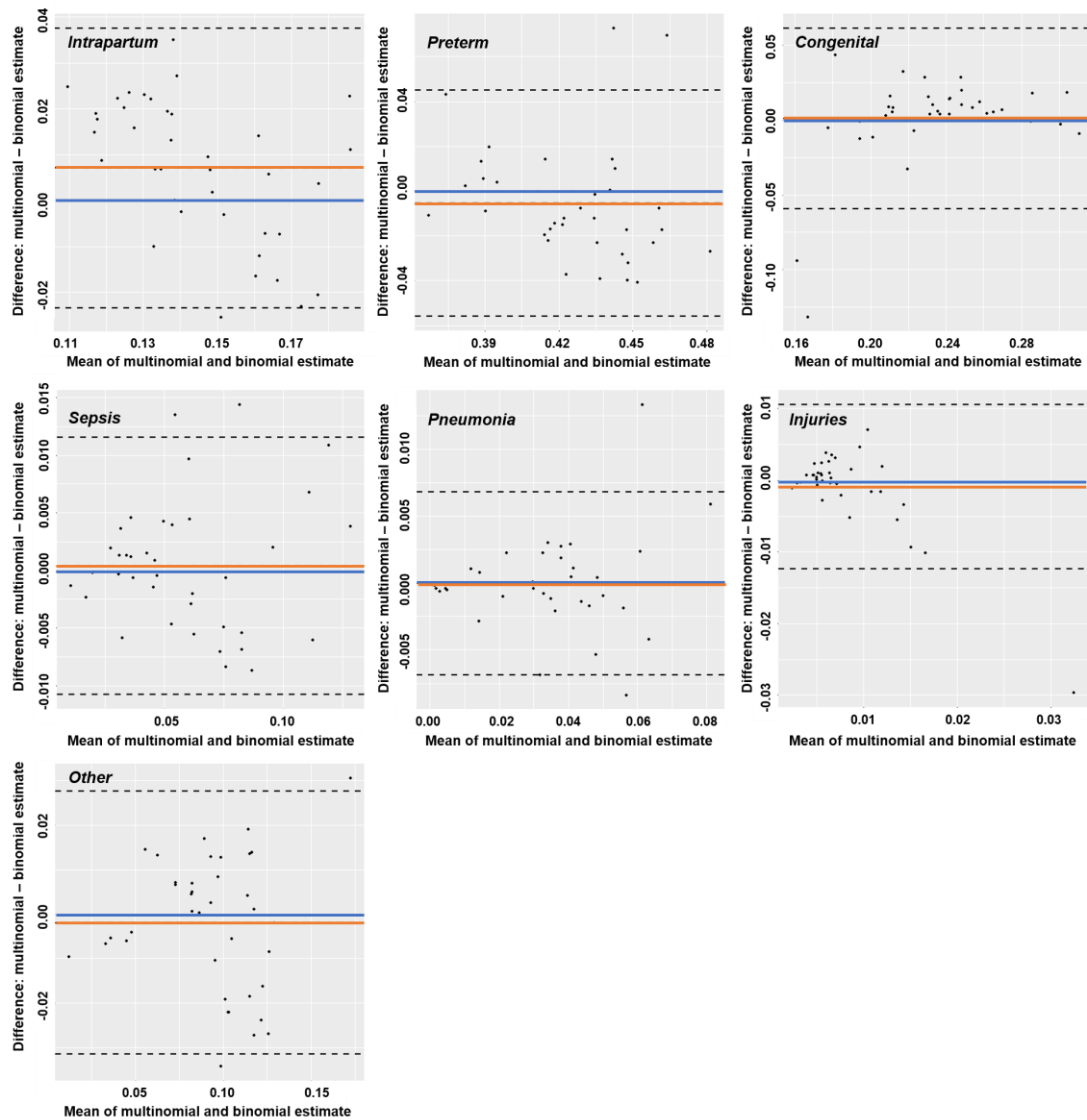 Intrapartum
Difference: multinomial – binomial estimate
0.04
0.02
0.00
-0.02
0.11 0.13 0.15 0.17
Mean of multinomial and binomial estimate
Preterm
Difference: multinomial – binomial estimate
0.04
0.00
-0.04
0.39 0.42 0.45 0.48
Mean of multinomial and binomial estimate
Congenital
Difference: multinomial – binomial estimate
0.05
0.00
-0.05
-0.10
0.16 0.20 0.24 0.28
Mean of multinomial and binomial estimate
Sepsis
Difference: multinomial – binomial estimate
0.015
0.010
0.005
0.000
-0.005
-0.010
0.05 0.10
Mean of multinomial and binomial estimate
Pneumonia
Difference: multinomial – binomial estimate
0.010
0.005
0.000
-0.005
0.00 0.02 0.04 0.06 0.08
Mean of multinomial and binomial estimate
Injuries
Difference: multinomial – binomial estimate
0.01
0.00
-0.01
-0.02
-0.03
0.01 0.02 0.03
Mean of multinomial and binomial estimate
Other
Difference: multinomial – binomial estimate
0.02
0.00
-0.02
0.05 0.10 0.15
Mean of multinomial and binomial estimate